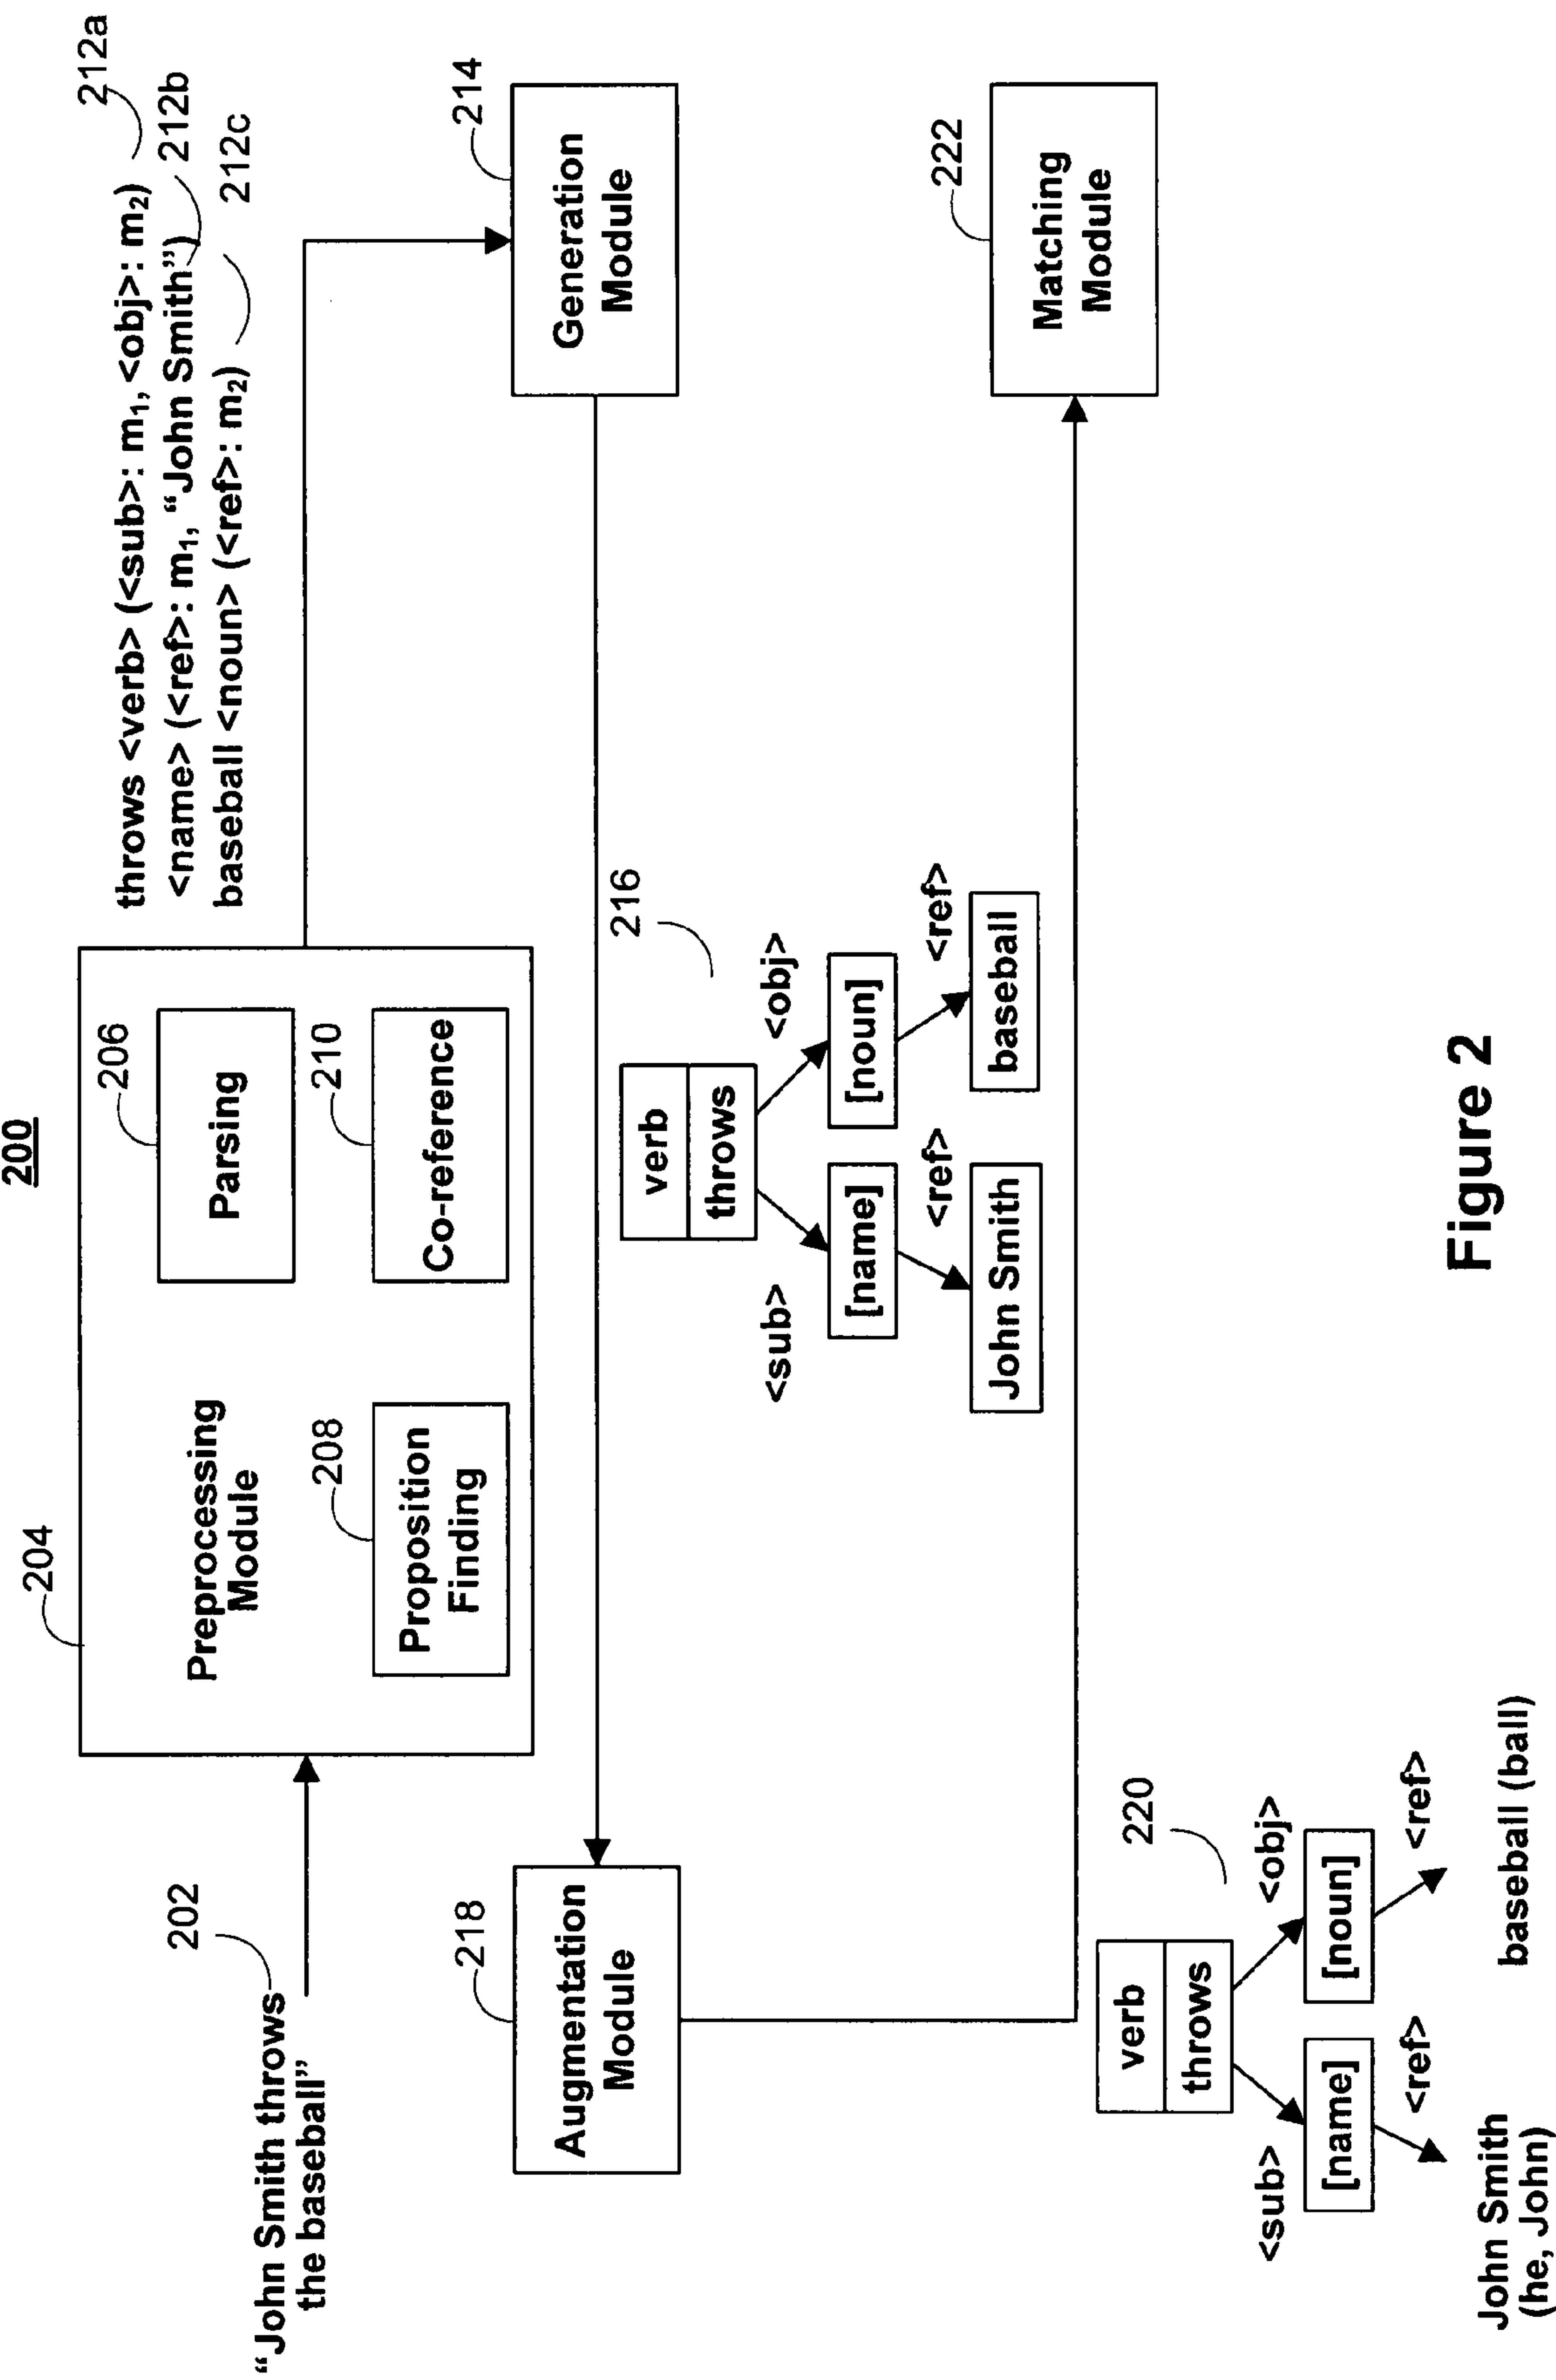 200
204
Preprocessing
Module
206
Parsing
208
Proposition
Finding
210
Co-reference
202
“John Smith throws
the baseball”
throws <verb> (<sub>: m₁, <obj>: m₂)
212a
<name> (<ref>: m₁, “John Smith”)
212b
baseball <noun> (<ref>: m₂)
212c
214
Generation
Module
218
Augmentation
Module
216
verb
throws
<sub>
<obj>
[name]
[noun]
<ref>
<ref>
John Smith
baseball
222
Matching
Module
220
verb
throws
<sub>
<obj>
[name]
[noun]
<ref>
<ref>
John Smith
(he, John)
baseball (ball)
Figure 2